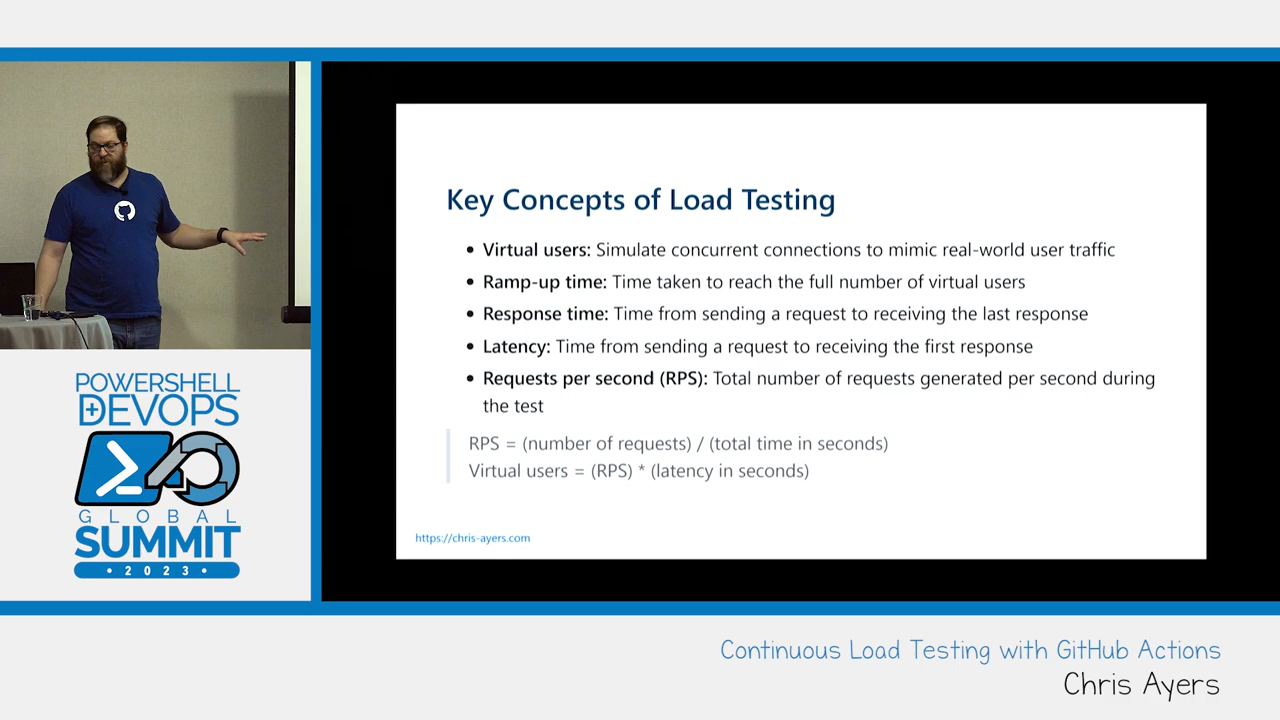 POWERSHELL
+DEVOPS
GLOBAL
SUMMIT
• 2023 •
Key Concepts of Load Testing
• Virtual users: Simulate concurrent connections to mimic real-world user traffic
• Ramp-up time: Time taken to reach the full number of virtual users
• Response time: Time from sending a request to receiving the last response
• Latency: Time from sending a request to receiving the first response
• Requests per second (RPS): Total number of requests generated per second during
the test
RPS = (number of requests) / (total time in seconds)
Virtual users = (RPS) * (latency in seconds)
https://chris-ayers.com
Continuous Load Testing with GitHub Actions
Chris Ayers